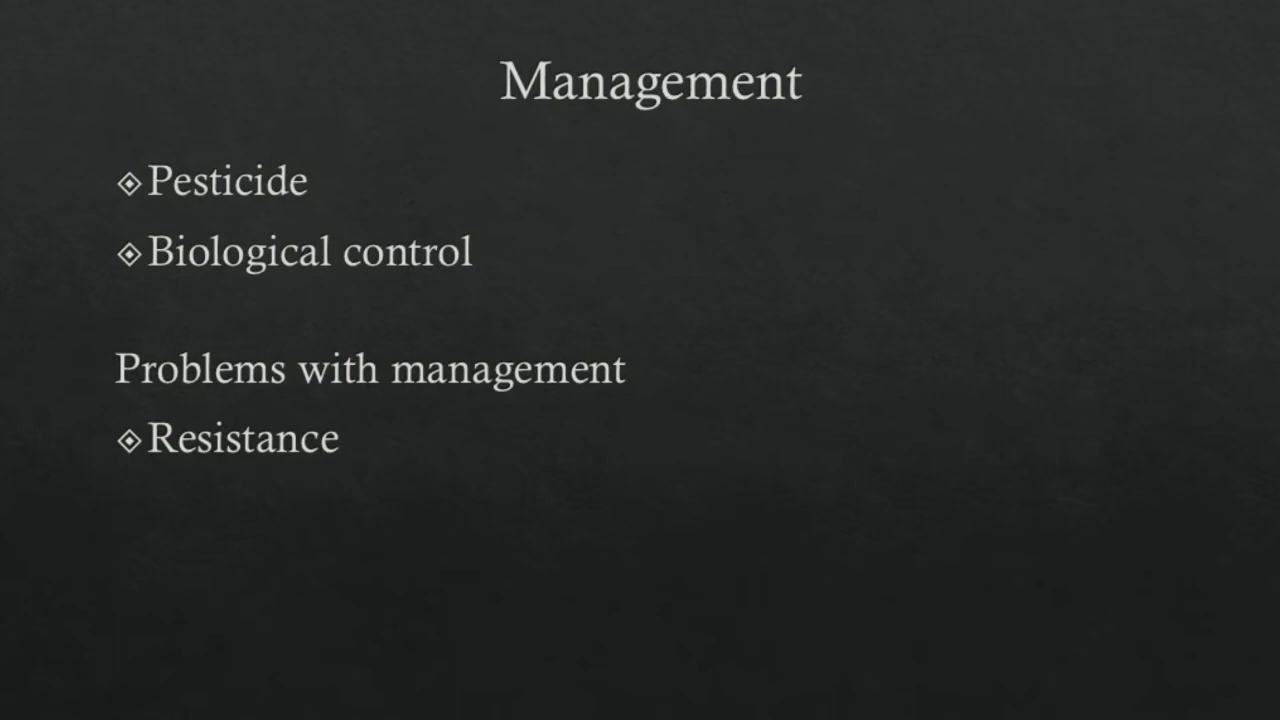 Management
Pesticide
Biological control
Problems with management
Resistance